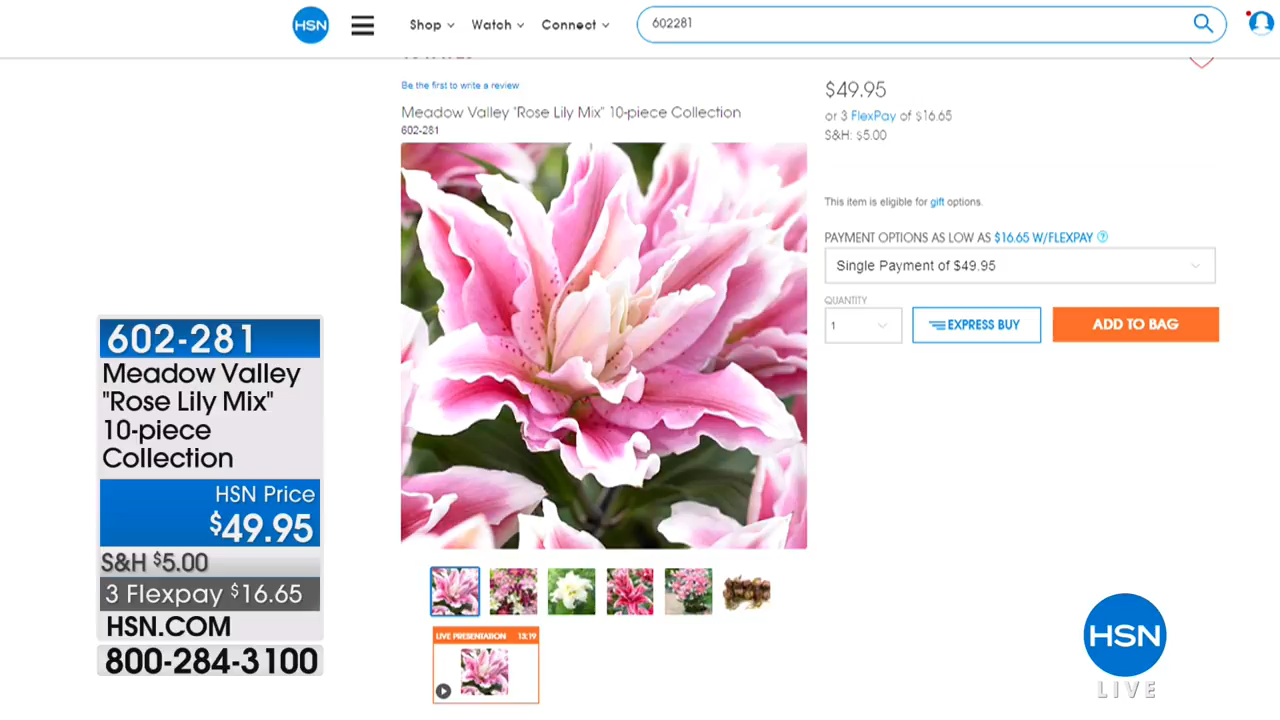 HSN
Shop
Watch
Connect
602281
Be the first to write a review
Meadow Valley "Rose Lily Mix" 10-piece Collection
602-281
$49.95
or 3 FlexPay of $16.65
S&H: $5.00
This item is eligible for gift options.
PAYMENT OPTIONS AS LOW AS $16.65 W/FLEXPAY ?
Single Payment of $49.95
QUANTITY
1
EXPRESS BUY
ADD TO BAG
602-281
Meadow Valley
"Rose Lily Mix"
10-piece
Collection
HSN Price
$49.95
S&H $5.00
3 Flexpay $16.65
HSN.COM
800-284-3100
LIVE PRESENTATION 13:19
HSN
LIVE